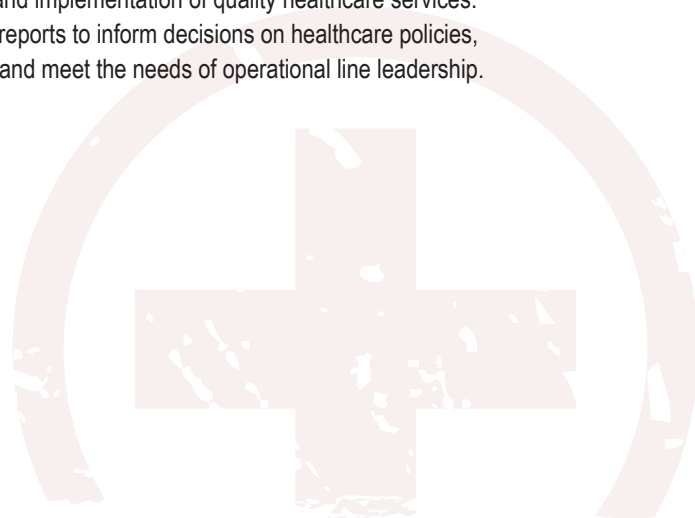 and implementation of quality healthcare services.
reports to inform decisions on healthcare policies,
and meet the needs of operational line leadership.